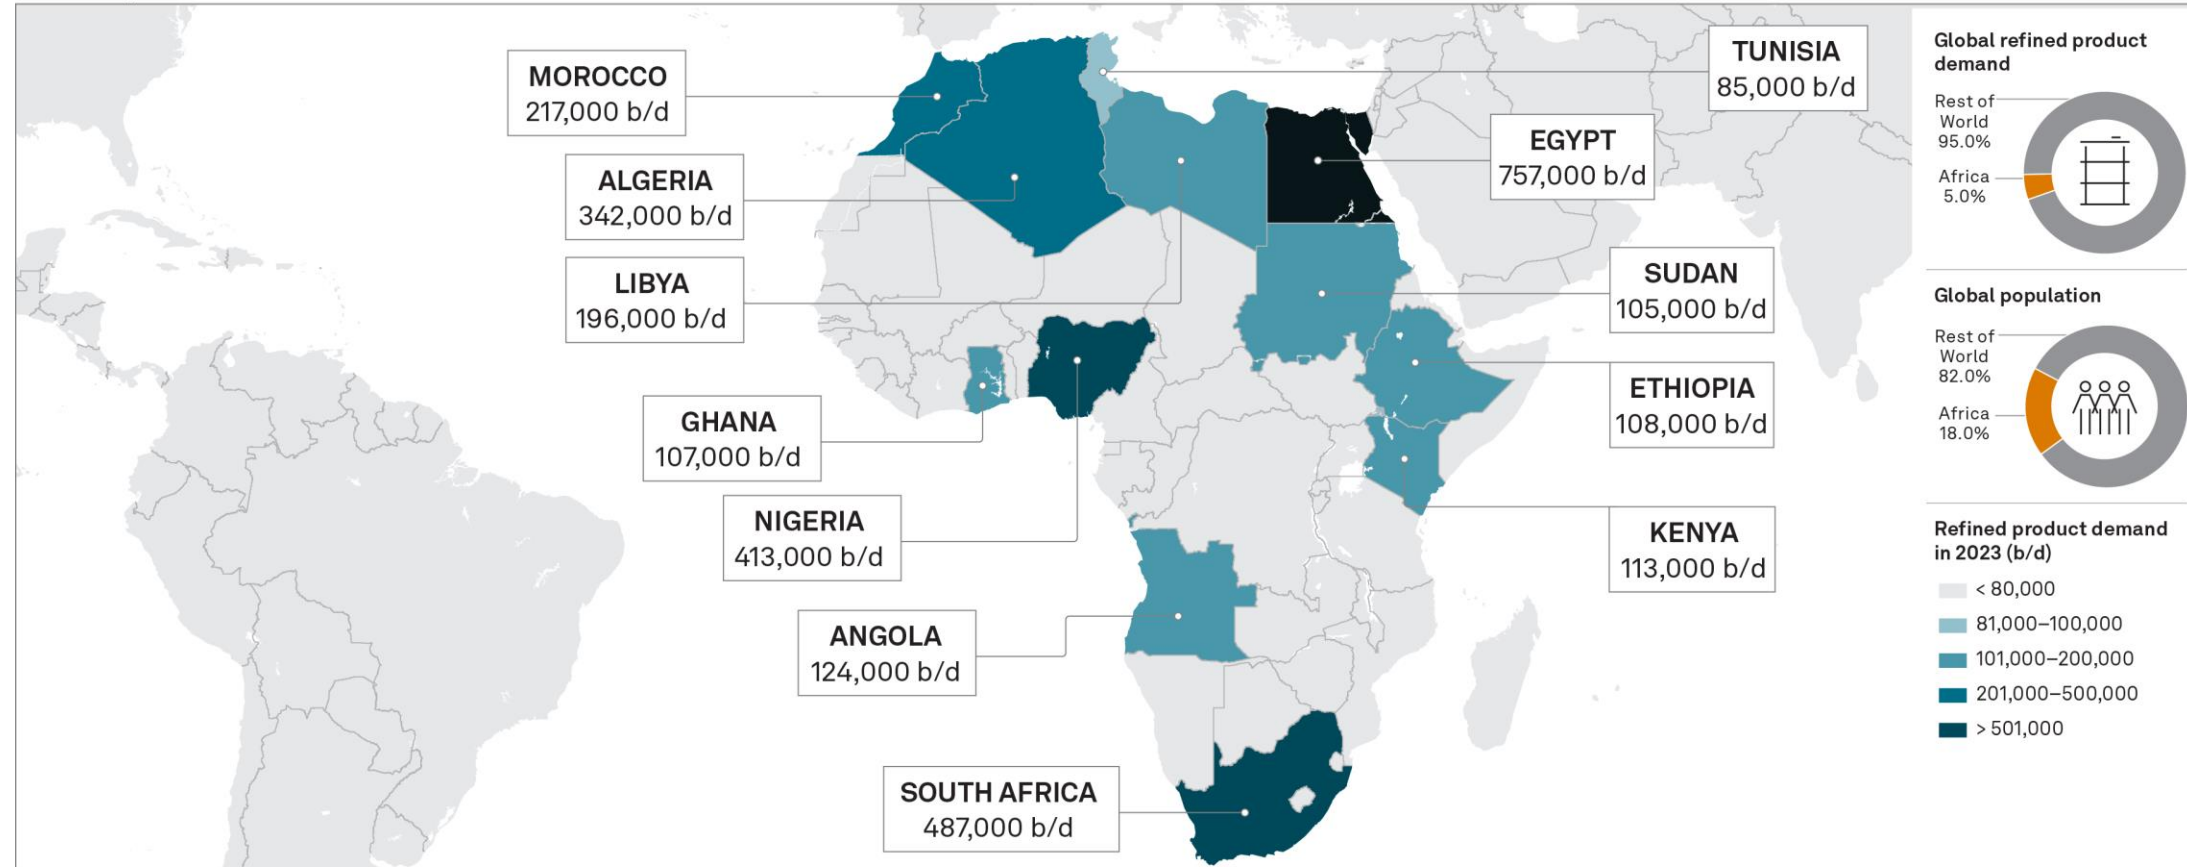 MOROCCO
217,000 b/d
ALGERIA
342,000 b/d
LIBYA
196,000 b/d
GHANA
107,000 b/d
NIGERIA
413,000 b/d
ANGOLA
124,000 b/d
SOUTH AFRICA
487,000 b/d
TUNISIA
85,000 b/d
EGYPT
757,000 b/d
SUDAN
105,000 b/d
ETHIOPIA
108,000 b/d
KENYA
113,000 b/d
Global refined product
demand
Rest of
World
95.0%
Africa
5.0%
Global population
Rest of
World
82.0%
Africa
18.0%
Refined product demand
in 2023 (b/d)
< 80,000
81,000–100,000
101,000–200,000
201,000–500,000
> 501,000